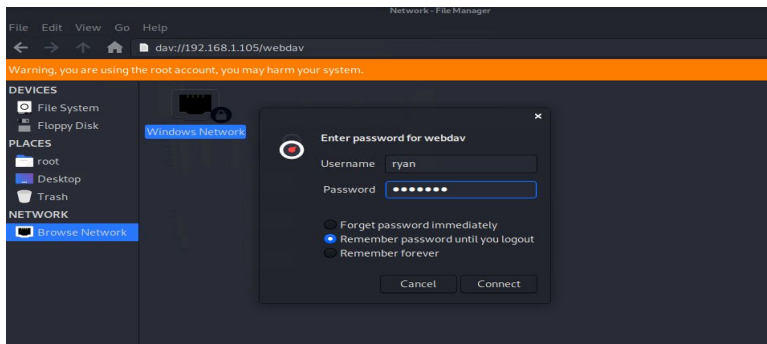 Network - File Manager
File Edit View Go Help
dav://192.168.1.105/webdav
Warning, you are using the root account, you may harm your system.
DEVICES
File System
Floppy Disk
PLACES
root
Desktop
Trash
NETWORK
Browse Network
Windows Network
Enter password for webdav
Username ryan
Password •••••••
Forget password immediately
Remember password until you logout
Remember forever
Cancel Connect